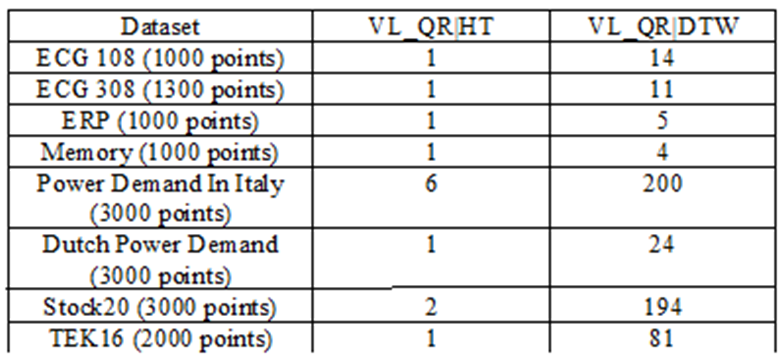 Dataset VL_QR|HT VL_QR|DTW
ECG 108 (1000 points) 1 14
ECG 308 (1300 points) 1 11
ERP (1000 points) 1 5
Memory (1000 points) 1 4
Power Demand In Italy 6 200
(3000 points)
Dutch Power Demand 1 24
(3000 points)
Stock20 (3000 points) 2 194
TEK16 (2000 points) 1 81